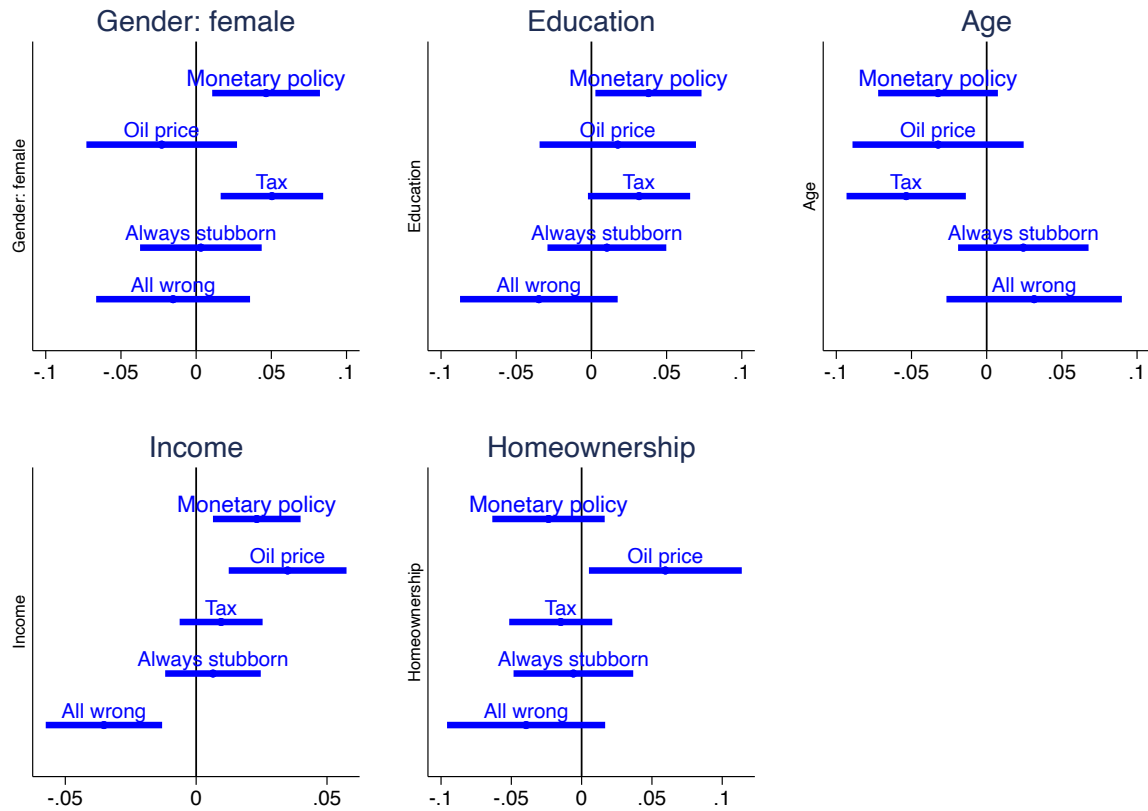 Gender: female
Gender: female
Monetary policy
Oil price
Tax
Always stubborn
All wrong
-.1 -.05 0 .05 .1
Education
Education
Monetary policy
Oil price
Tax
Always stubborn
All wrong
-.1 -.05 0 .05 .1
Age
Age
Monetary policy
Oil price
Tax
Always stubborn
All wrong
-.1 -.05 0 .05 .1
Income
Income
Monetary policy
Oil price
Tax
Always stubborn
All wrong
-.05 0 .05
Homeownership
Homeownership
Monetary policy
Oil price
Tax
Always stubborn
All wrong
-.1 -.05 0 .05 .1